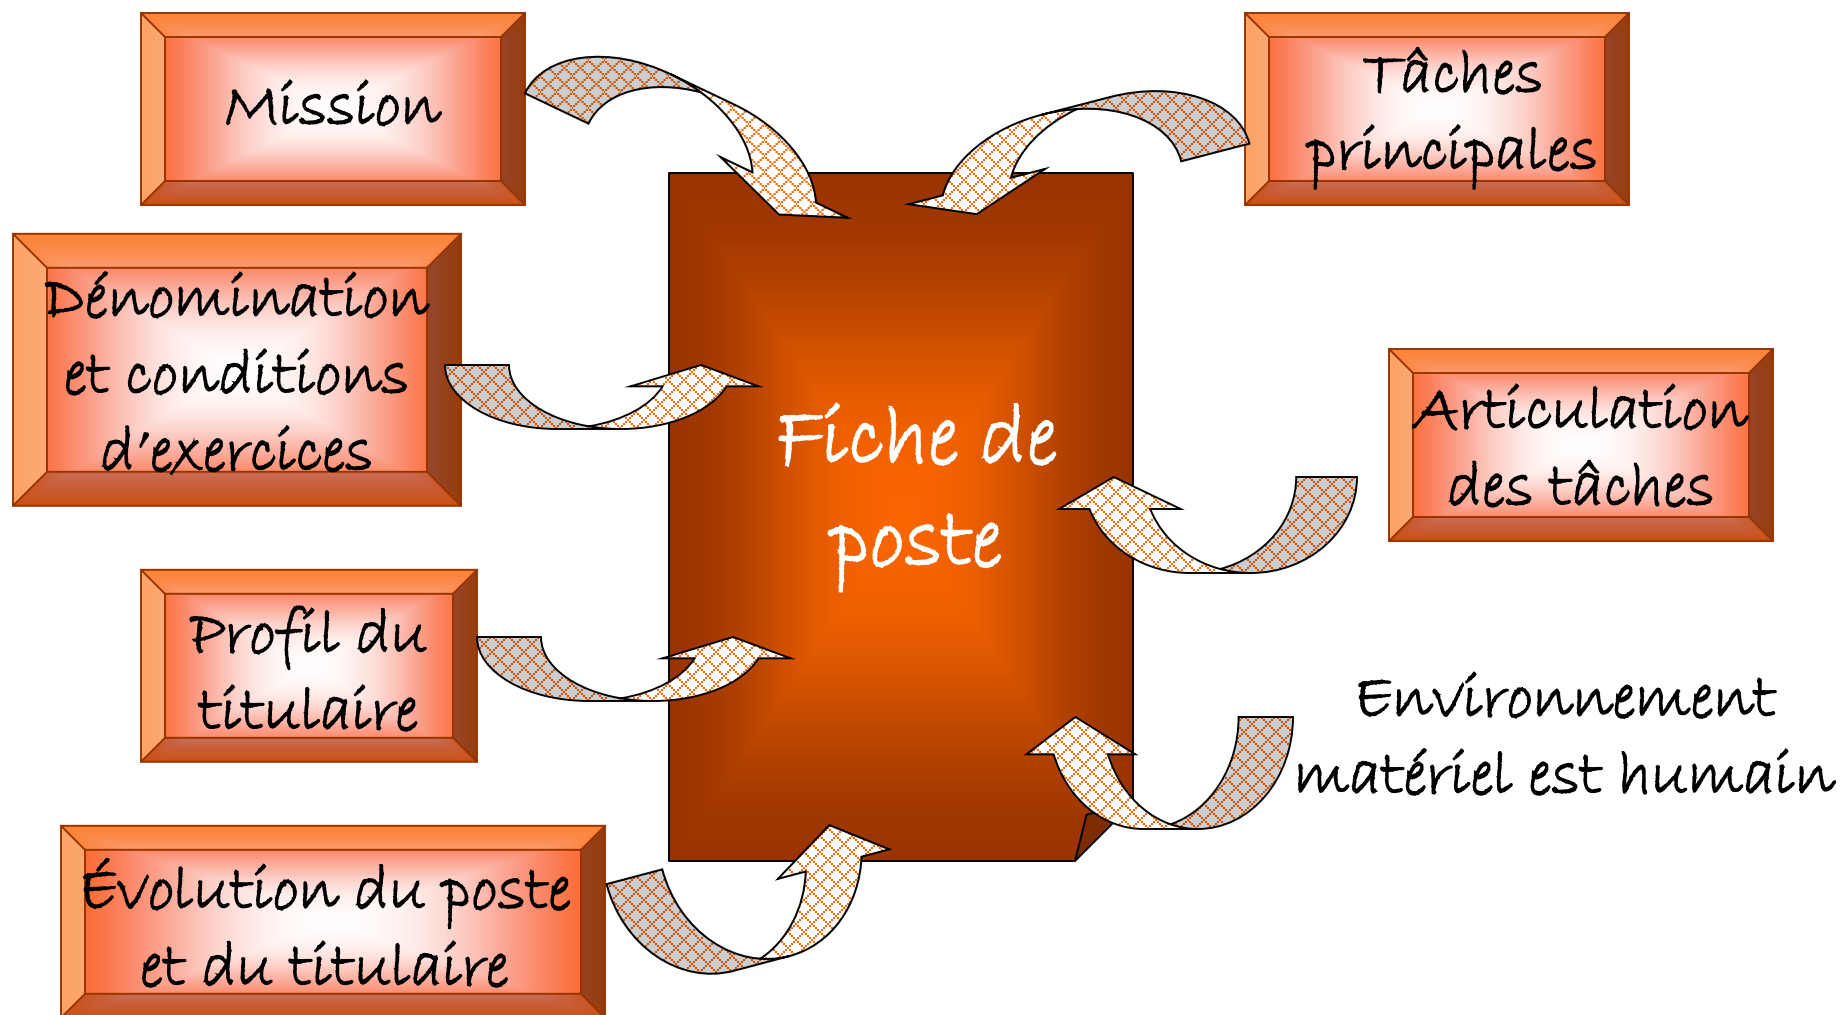 Mission
Tâches
principales
Dénomination
et conditions
d’exercices
Fiche de
poste
Articulation
des tâches
Profil du
titulaire
Environnement
matériel est humain
Évolution du poste
et du titulaire